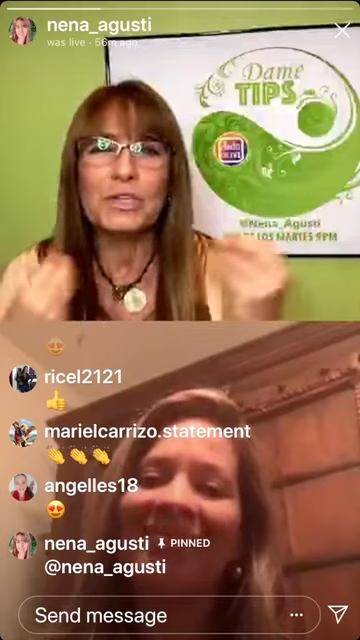 nena_agusti
was live · 56m ago
Dame
TIPS
@Nena_Agusti
LOS MARTES 9PM
ricel2121
👍
marielcarrizo.statement
👏👏👏
angelles18
😍
nena_agusti PINNED
@nena_agusti
Send message